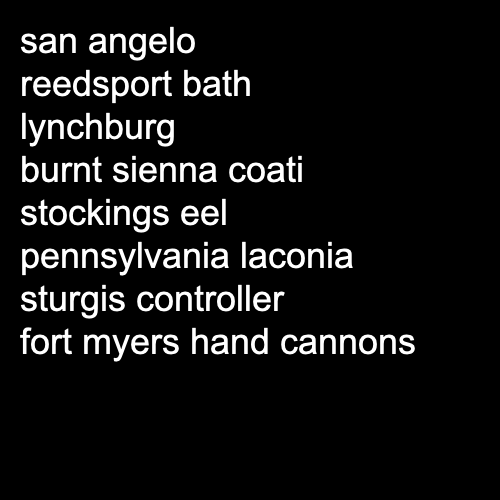 san angelo
reedsport bath
lynchburg
burnt sienna coati
stockings eel
pennsylvania laconia
sturgis controller
fort myers hand cannons